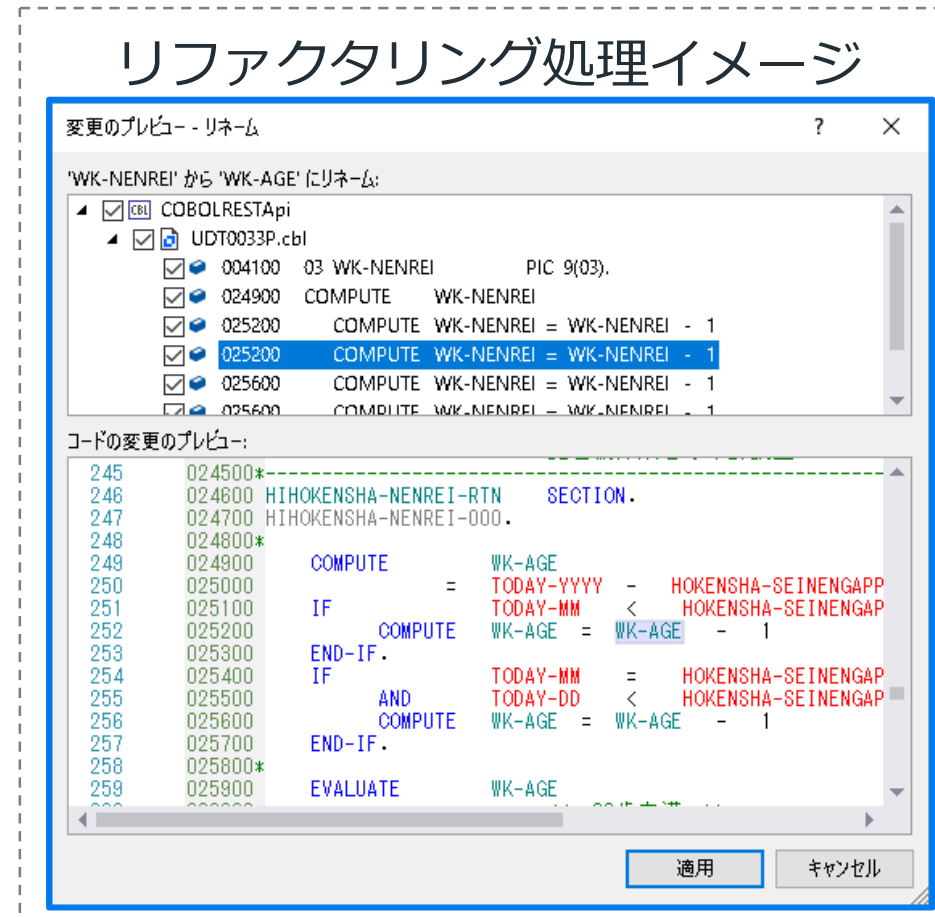 リファクタリング処理イメージ
変更のプレビュー - リネーム ? ×
'WK-NENREI' から 'WK-AGE' にリネーム:
CBL COBOLRESTApi
UDT0033P.cbl
004100 03 WK-NENREI PIC 9(03).
024900 COMPUTE WK-NENREI
025200 COMPUTE WK-NENREI = WK-NENREI - 1
025200 COMPUTE WK-NENREI = WK-NENREI - 1
025600 COMPUTE WK-NENREI = WK-NENREI - 1
025600 COMPUTE WK-NENREI = WK-NENREI - 1
コードの変更のプレビュー:
245 024500*-----------------------------------------------------------------
246 024600 HIHOKENSHA-NENREI-RTN SECTION.
247 024700 HIHOKENSHA-NENREI-000.
248 024800*
249 024900 COMPUTE WK-AGE
250 025000 = TODAY-YYYY - HOKENSHA-SEINENGAPP
251 025100 IF TODAY-MM < HOKENSHA-SEINENGAP
252 025200 COMPUTE WK-AGE = WK-AGE - 1
253 025300 END-IF.
254 025400 IF TODAY-MM = HOKENSHA-SEINENGAP
255 025500 AND TODAY-DD < HOKENSHA-SEINENGAP
256 025600 COMPUTE WK-AGE = WK-AGE - 1
257 025700 END-IF.
258 025800*
259 025900 EVALUATE WK-AGE
適用 キャンセル